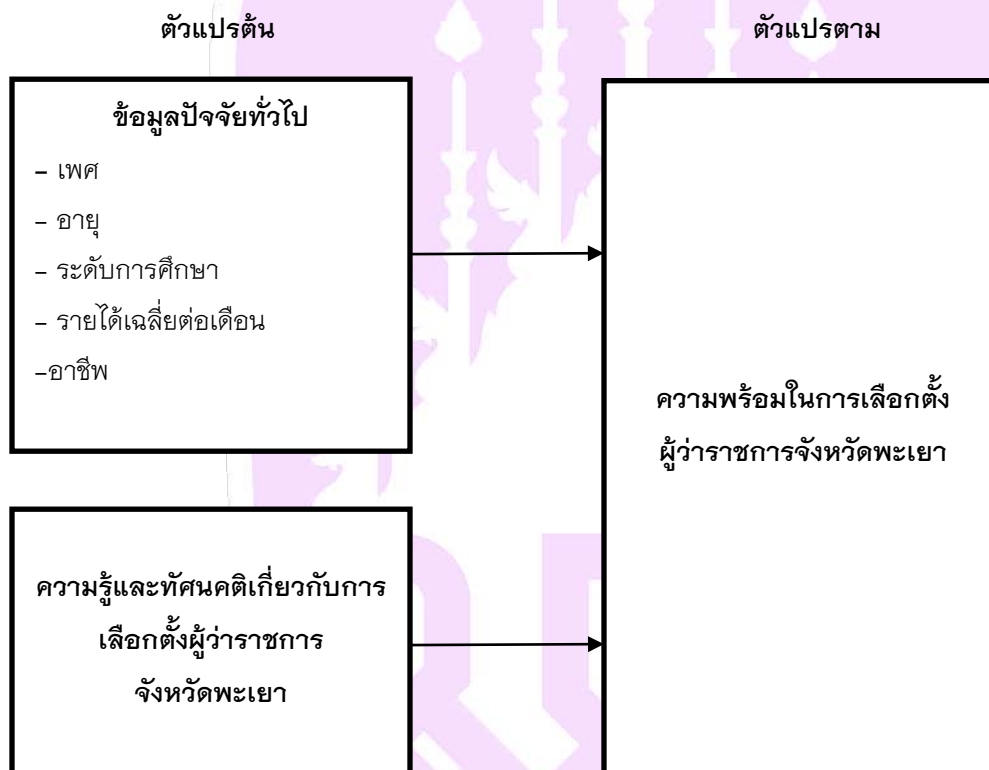 ตัวแปรต้น
ตัวแปรตาม
ข้อมูลปัจจัยทั่วไป
– เพศ
– อายุ
– ระดับการศึกษา
– รายได้เฉลี่ยต่อเดือน
–อาชีพ
ความรู้และทัศนคติเกี่ยวกับการ
เลือกตั้งผู้ว่าราชการ
จังหวัดพะเยา
ความพร้อมในการเลือกตั้ง
ผู้ว่าราชการจังหวัดพะเยา